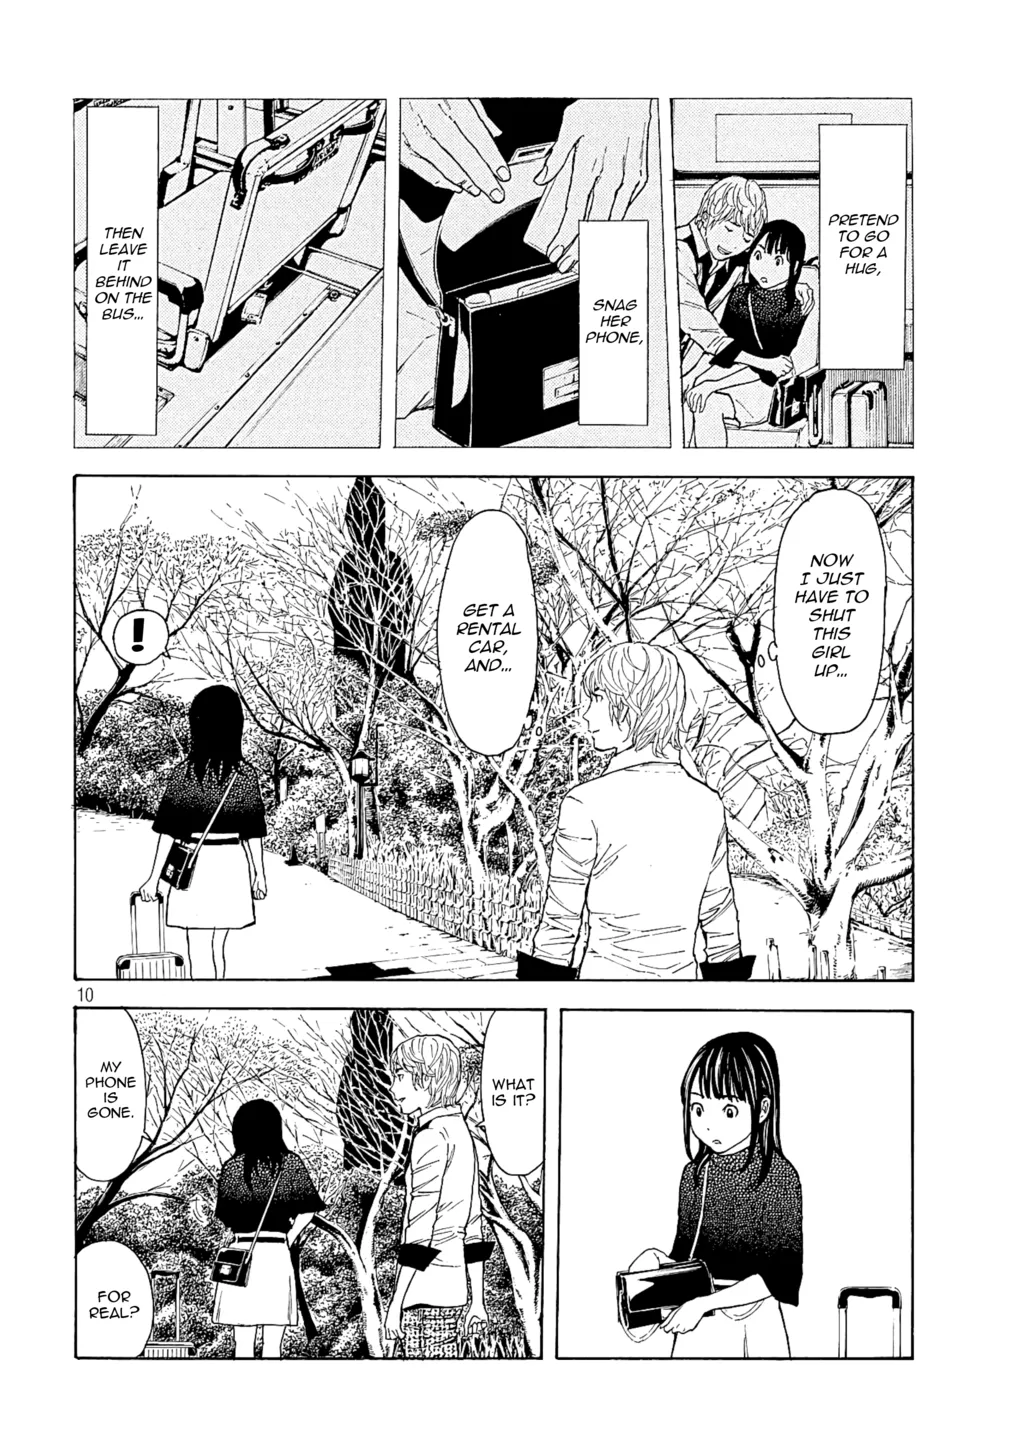 PRETEND
TO GO
FOR A
HUG,
SNAG
HER
PHONE,
THEN
LEAVE
IT
BEHIND
ON THE
BUS...
NOW
I JUST
HAVE TO
SHUT
THIS
GIRL
UP...
GET A
RENTAL
CAR,
AND...
!
10
WHAT
IS IT?
MY
PHONE
IS
GONE.
FOR
REAL?